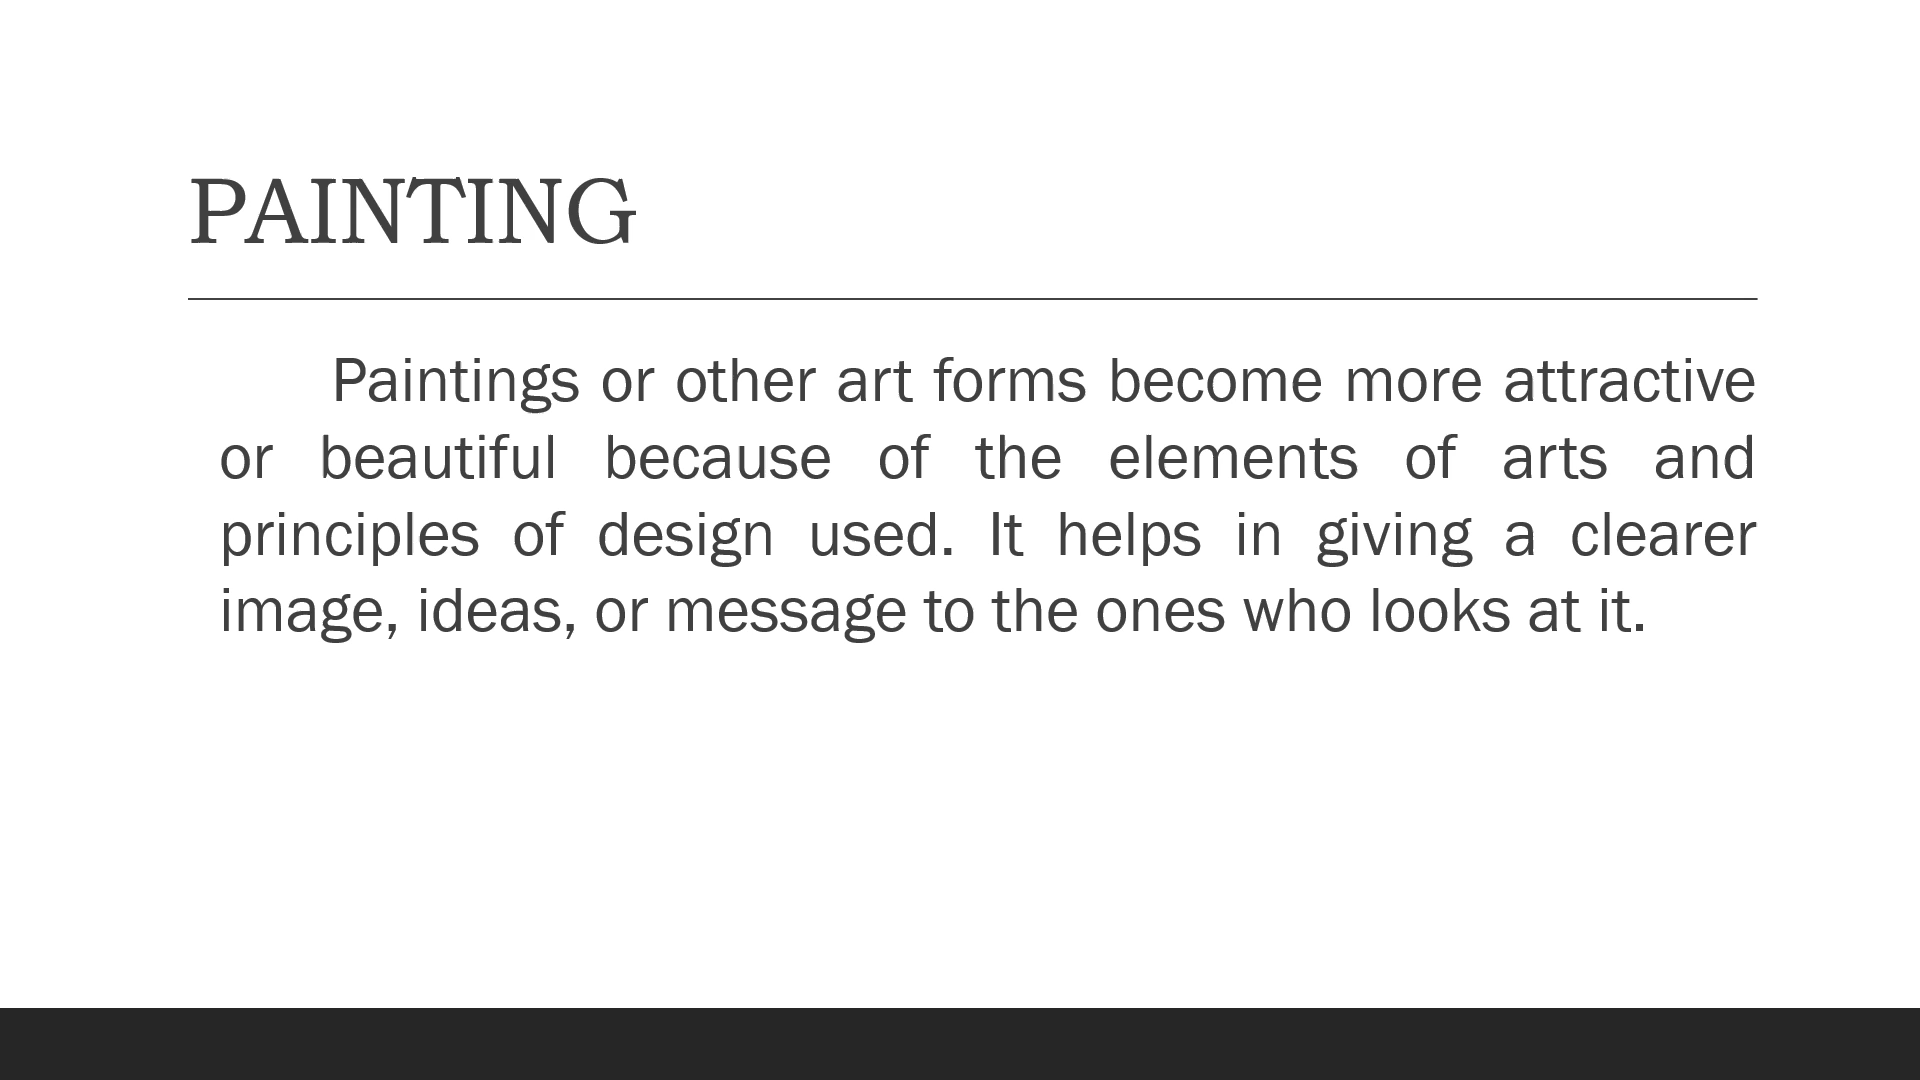 PAINTING
Paintings or other art forms become more attractive
or beautiful because of the elements of arts and
principles of design used. It helps in giving a clearer
image, ideas, or message to the ones who looks at it.